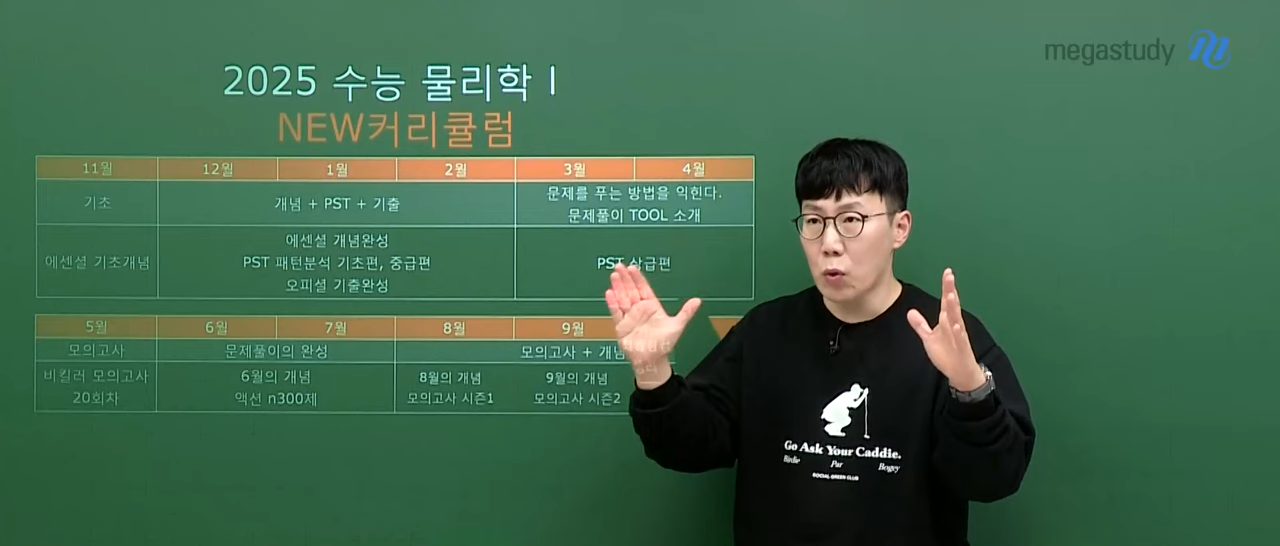 megastudy
2025 수능 물리학 I
NEW커리큘럼
11월 12월 1월 2월 3월 4월
기초
개념 + PST + 기출
문제를 푸는 방법을 익힌다.
문제풀이 TOOL 소개
에센셜 기초개념
에센셜 개념완성
PST 패턴분석 기초편, 중급편
오피셜 기출완성
PST 상급편
5월 6월 7월 8월 9월
모의고사 문제풀이의 완성 모의고사 + 개념
비킬러 모의고사
20회차
6월의 개념
액션 n300제
8월의 개념
모의고사 시즌1
9월의 개념
모의고사 시즌2
Go Ask Your Caddie.
Birdie Par Bogey
SOCIAL GREEN CLUB